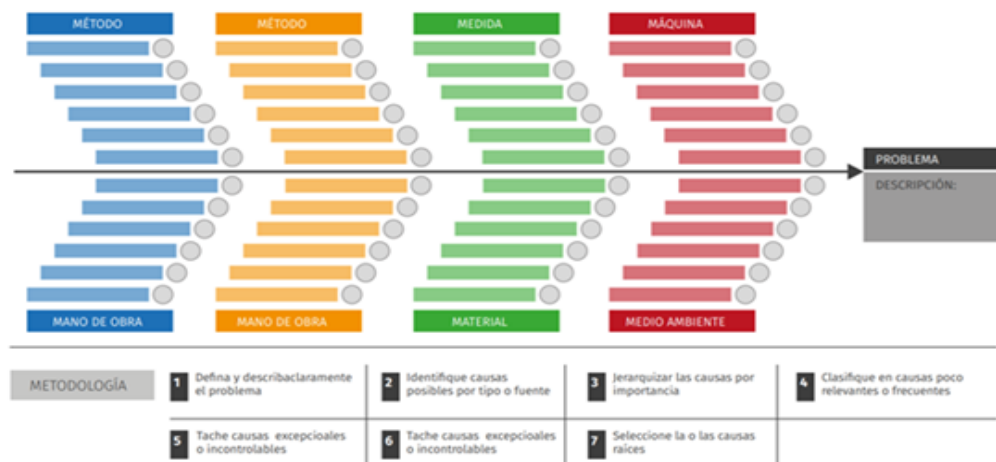 MÉTODO
MÉTODO
MEDIDA
MÁQUINA
PROBLEMA
DESCRIPCIÓN:
MANO DE OBRA
MANO DE OBRA
MATERIAL
MEDIO AMBIENTE
METODOLOGÍA
1 Defina y describaclaramente
el problema
2 Identifique causas
posibles por tipo o fuente
3 Jerarquizar las causas por
importancia
4 Clasifique en causas poco
relevantes o frecuentes
5 Tache causas excepcioales
o incontrolables
6 Tache causas excepcioales
o incontrolables
7 Seleccione la o las causas
raíces